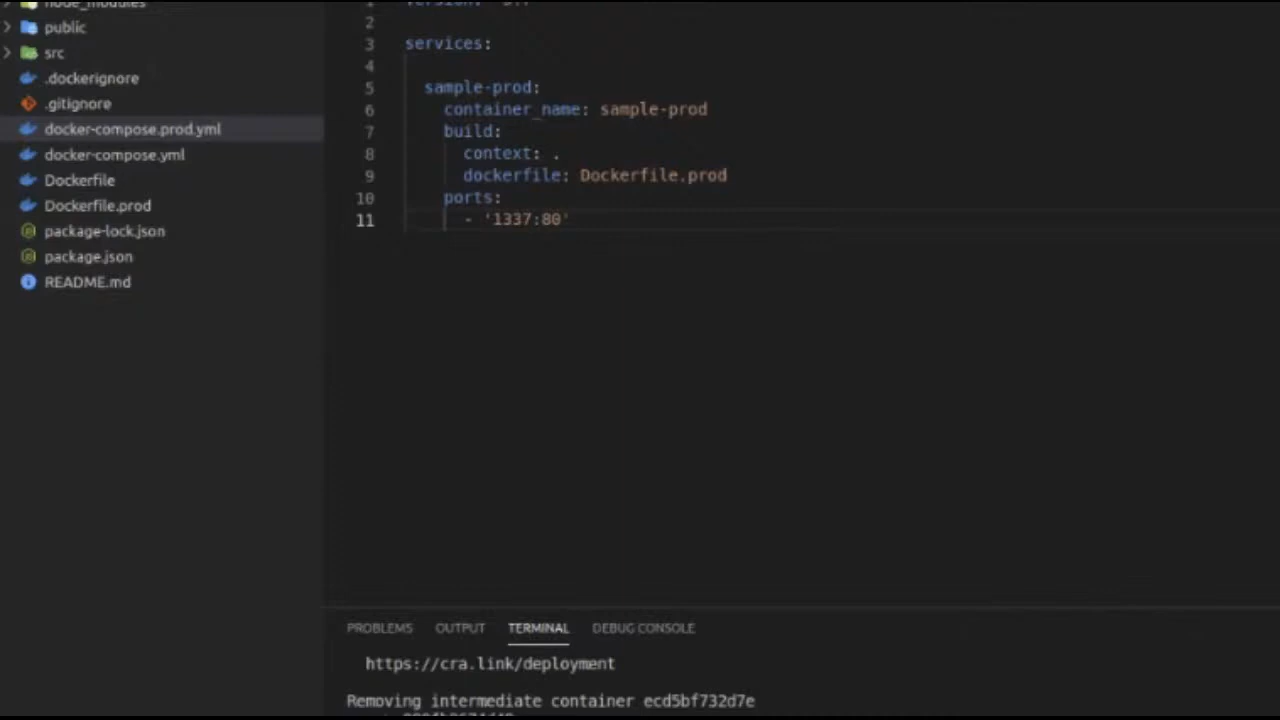 node_modules
public
src
.dockerignore
.gitignore
docker-compose.prod.yml
docker-compose.yml
Dockerfile
Dockerfile.prod
package-lock.json
package.json
README.md
2
3 services:
4
5 sample-prod:
6 container_name: sample-prod
7 build:
8 context: .
9 dockerfile: Dockerfile.prod
10 ports:
11 - '1337:80'
PROBLEMS OUTPUT TERMINAL DEBUG CONSOLE
https://cra.link/deployment
Removing intermediate container ecd5bf732d7e